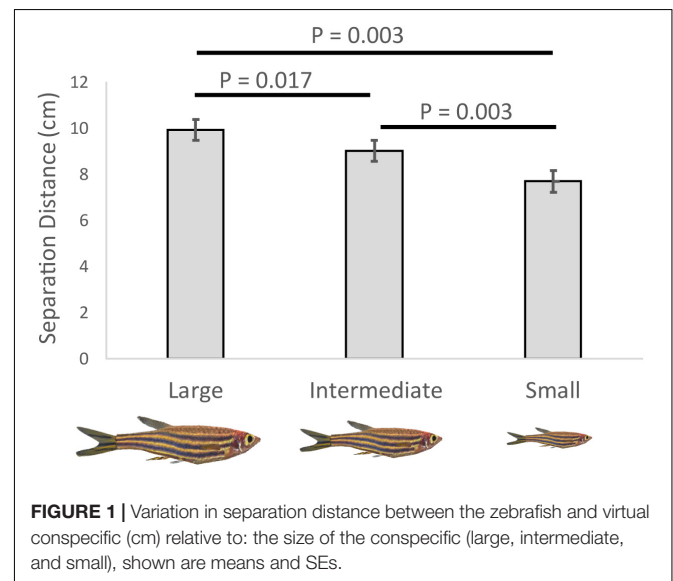 P = 0.003
P = 0.017
P = 0.003
Separation Distance (cm)
12
10
8
6
4
2
0
Large Intermediate Small
FIGURE 1 | Variation in separation distance between the zebrafish and virtual
conspecific (cm) relative to: the size of the conspecific (large, intermediate,
and small), shown are means and SEs.